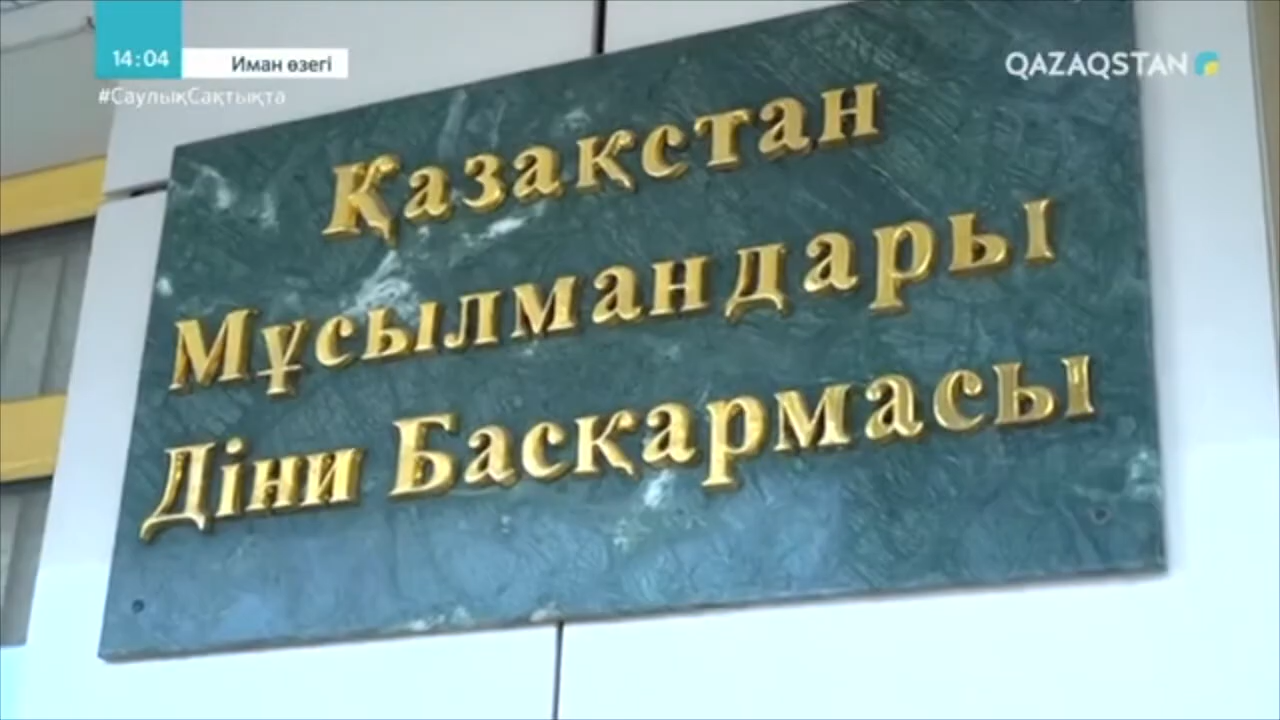 14:04
Иман өзегі
#СаулықСақтықта
QAZAQSTAN
Қазақстан
Мұсылмандары
Діни Басқармасы